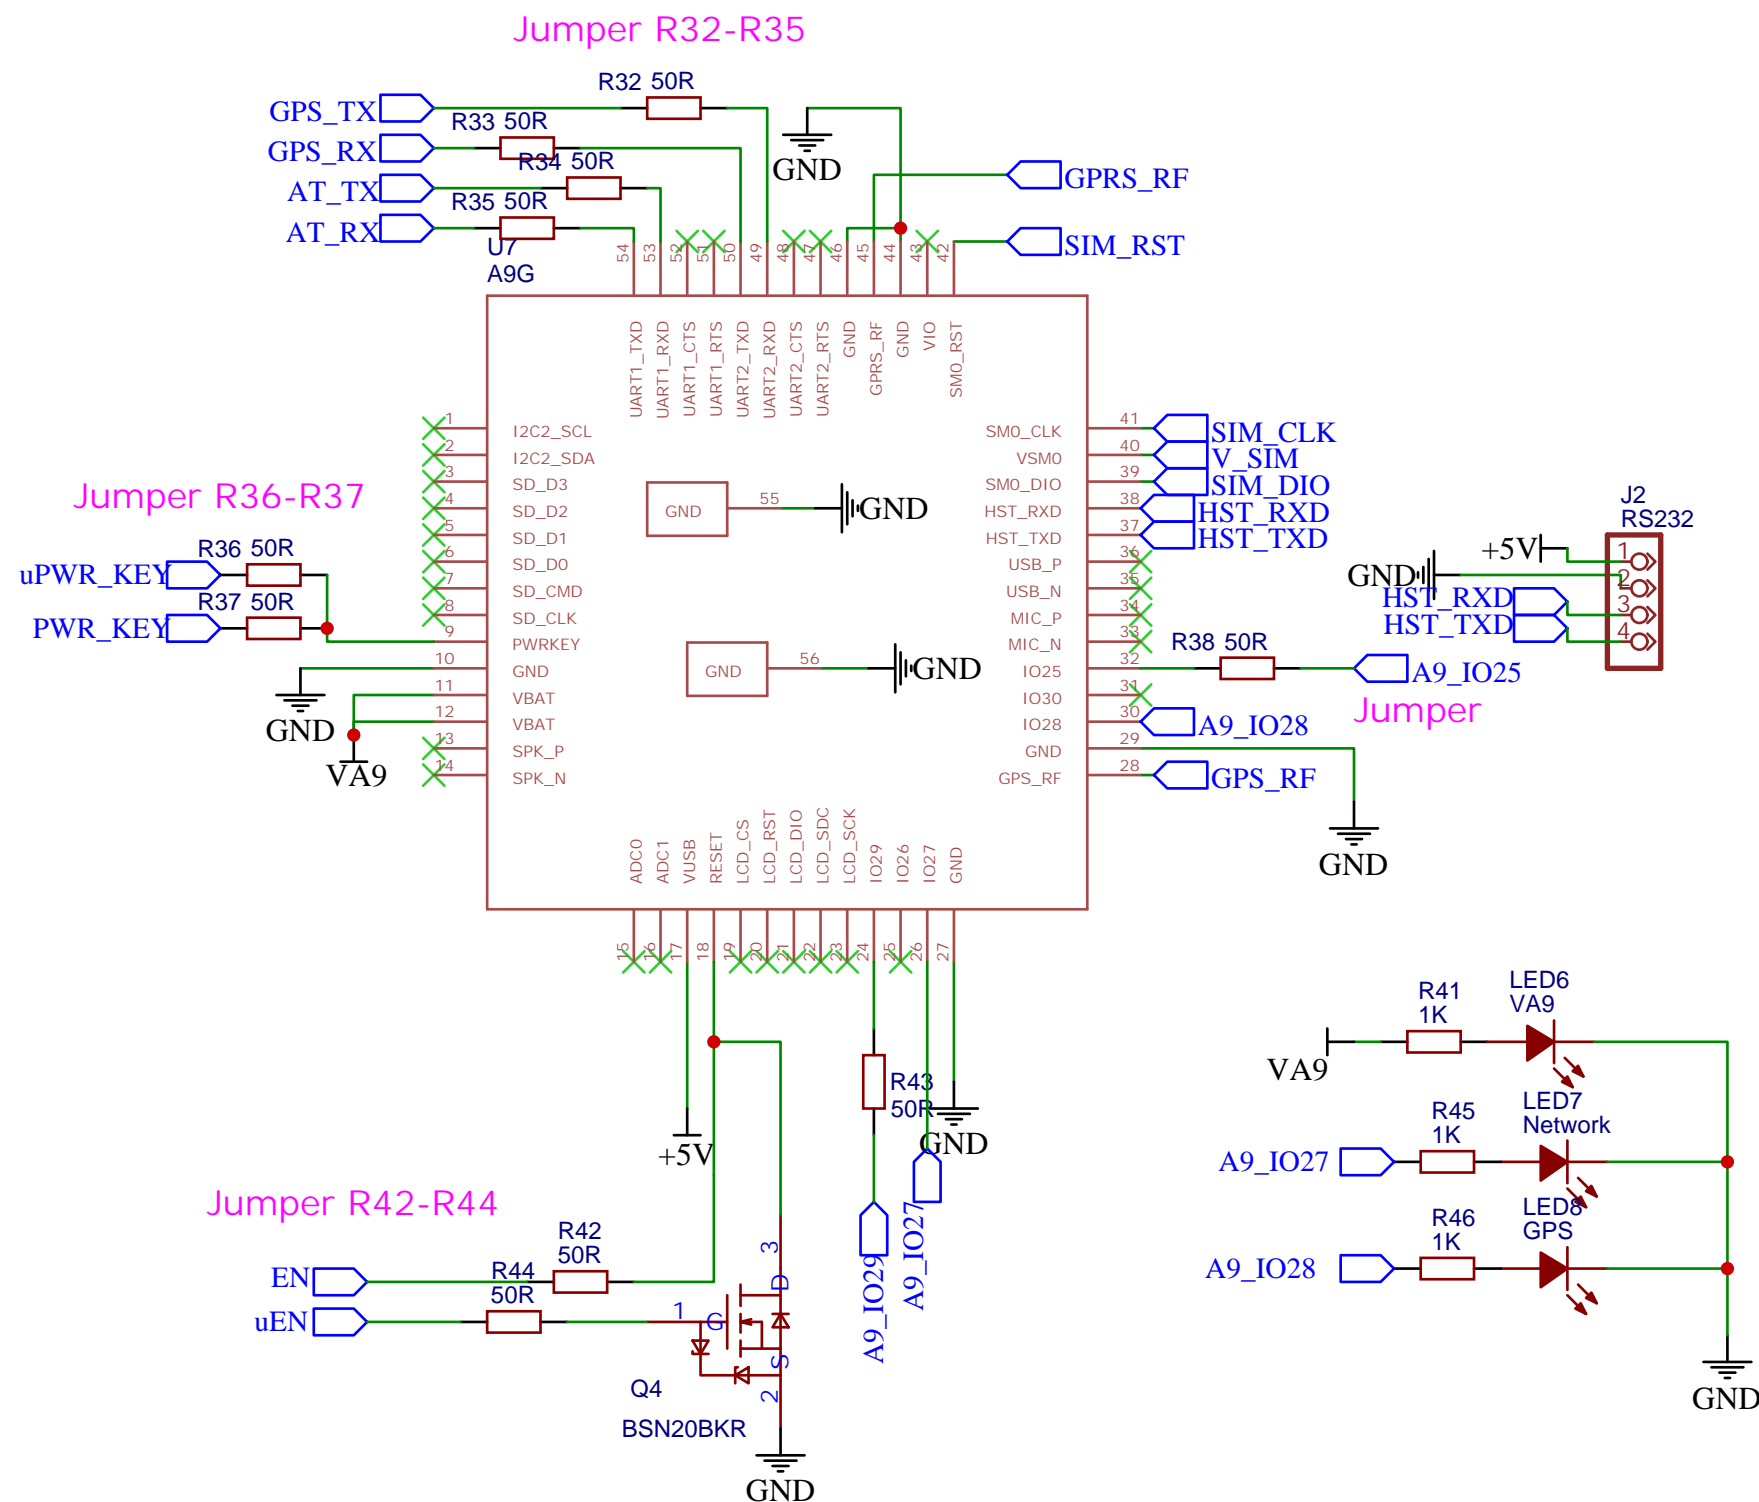 Jumper R32-R35
R32 50R
GPS_TX
R33 50R
GPS_RX
R34 50R
AT_TX
R35 50R
AT_RX
GND
GPRS_RF
SIM_RST
U7
A9G
54
53
52
51
50
49
48
47
46
45
44
43
42
UART1_TXD
UART1_RXD
UART1_CTS
UART1_RTS
UART2_TXD
UART2_RXD
UART2_CTS
UART2_RTS
GND
GPRS_RF
GND
VIO
SM0_RST
1 I2C2_SCL
2 I2C2_SDA
3 SD_D3
4 SD_D2
5 SD_D1
6 SD_D0
7 SD_CMD
8 SD_CLK
9 PWRKEY
10 GND
11 VBAT
12 VBAT
13 SPK_P
14 SPK_N
Jumper R36-R37
R36 50R
uPWR_KEY
R37 50R
PWR_KEY
GND
VA9
GND 55 GND
GND 56 GND
SM0_CLK 41 SIM_CLK
VSM0 40 V_SIM
SM0_DIO 39 SIM_DIO
HST_RXD 38 HST_RXD
HST_TXD 37 HST_TXD
USB_P 36
USB_N 35
MIC_P 34
MIC_N 33
IO25 32 R38 50R A9_IO25
IO30 31
Jumper
IO28 30 A9_IO28
GND 29
GPS_RF 28 GPS_RF
GND
J2
RS232
+5V 1
GND 2
HST_RXD 3
HST_TXD 4
ADC0
ADC1
VUSB
RESET
LCD_CS
LCD_RST
LCD_DIO
LCD_SDC
LCD_SCK
IO29
IO26
IO27
GND
15
16
17
18
19
20
21
22
23
24
25
26
27
+5V
R43
50R
GND
A9_IO29
A9_IO27
Jumper R42-R44
R42
50R
EN
R44
50R
uEN
3
D
1
G
S
2
Q4
BSN20BKR
GND
LED6
VA9
R41
1K
VA9
LED7
Network
R45
1K
A9_IO27
LED8
GPS
R46
1K
A9_IO28
GND